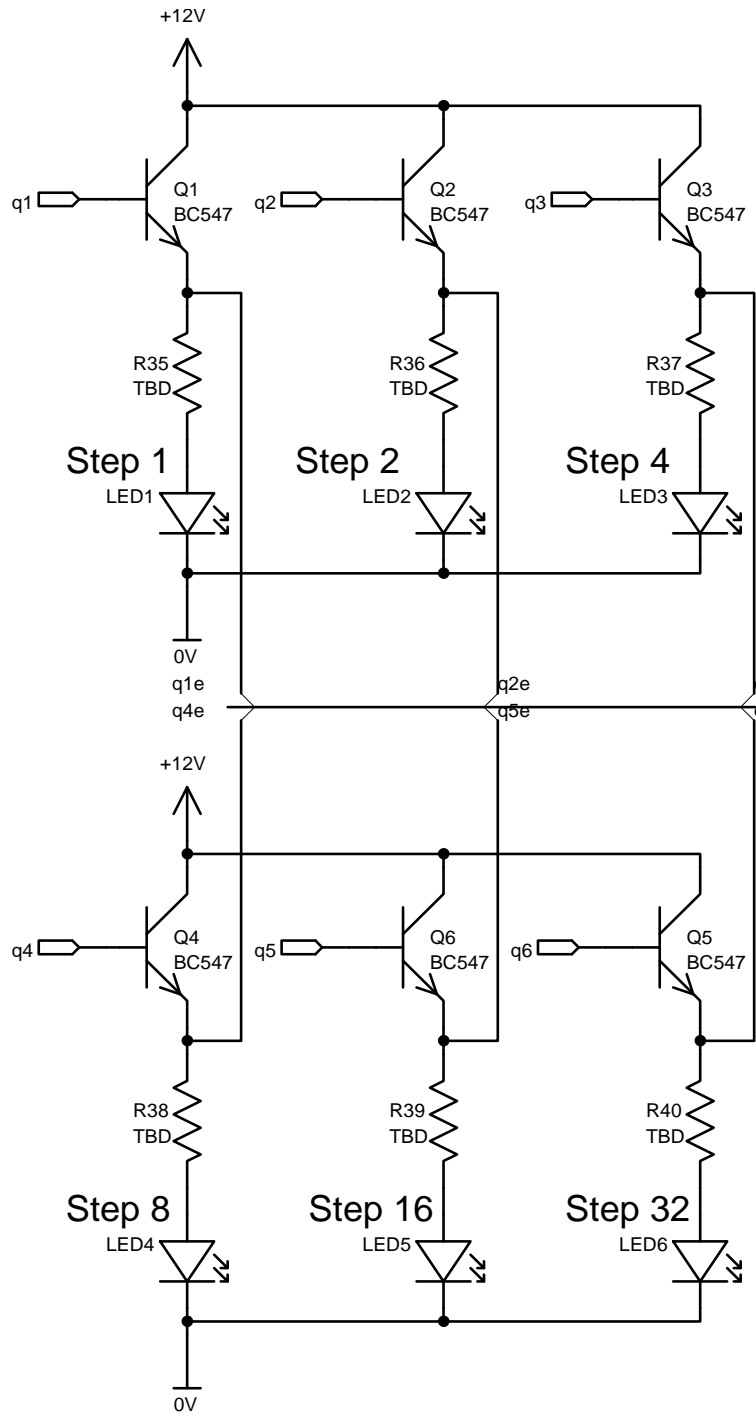 +12V
q1
Q1
BC547
q2
Q2
BC547
q3
Q3
BC547
R35
TBD
R36
TBD
R37
TBD
Step 1
Step 2
Step 4
LED1
LED2
LED3
0V
q1e
q2e
q4e
q5e
+12V
q4
Q4
BC547
q5
Q6
BC547
q6
Q5
BC547
R38
TBD
R39
TBD
R40
TBD
Step 8
Step 16
Step 32
LED4
LED5
LED6
0V